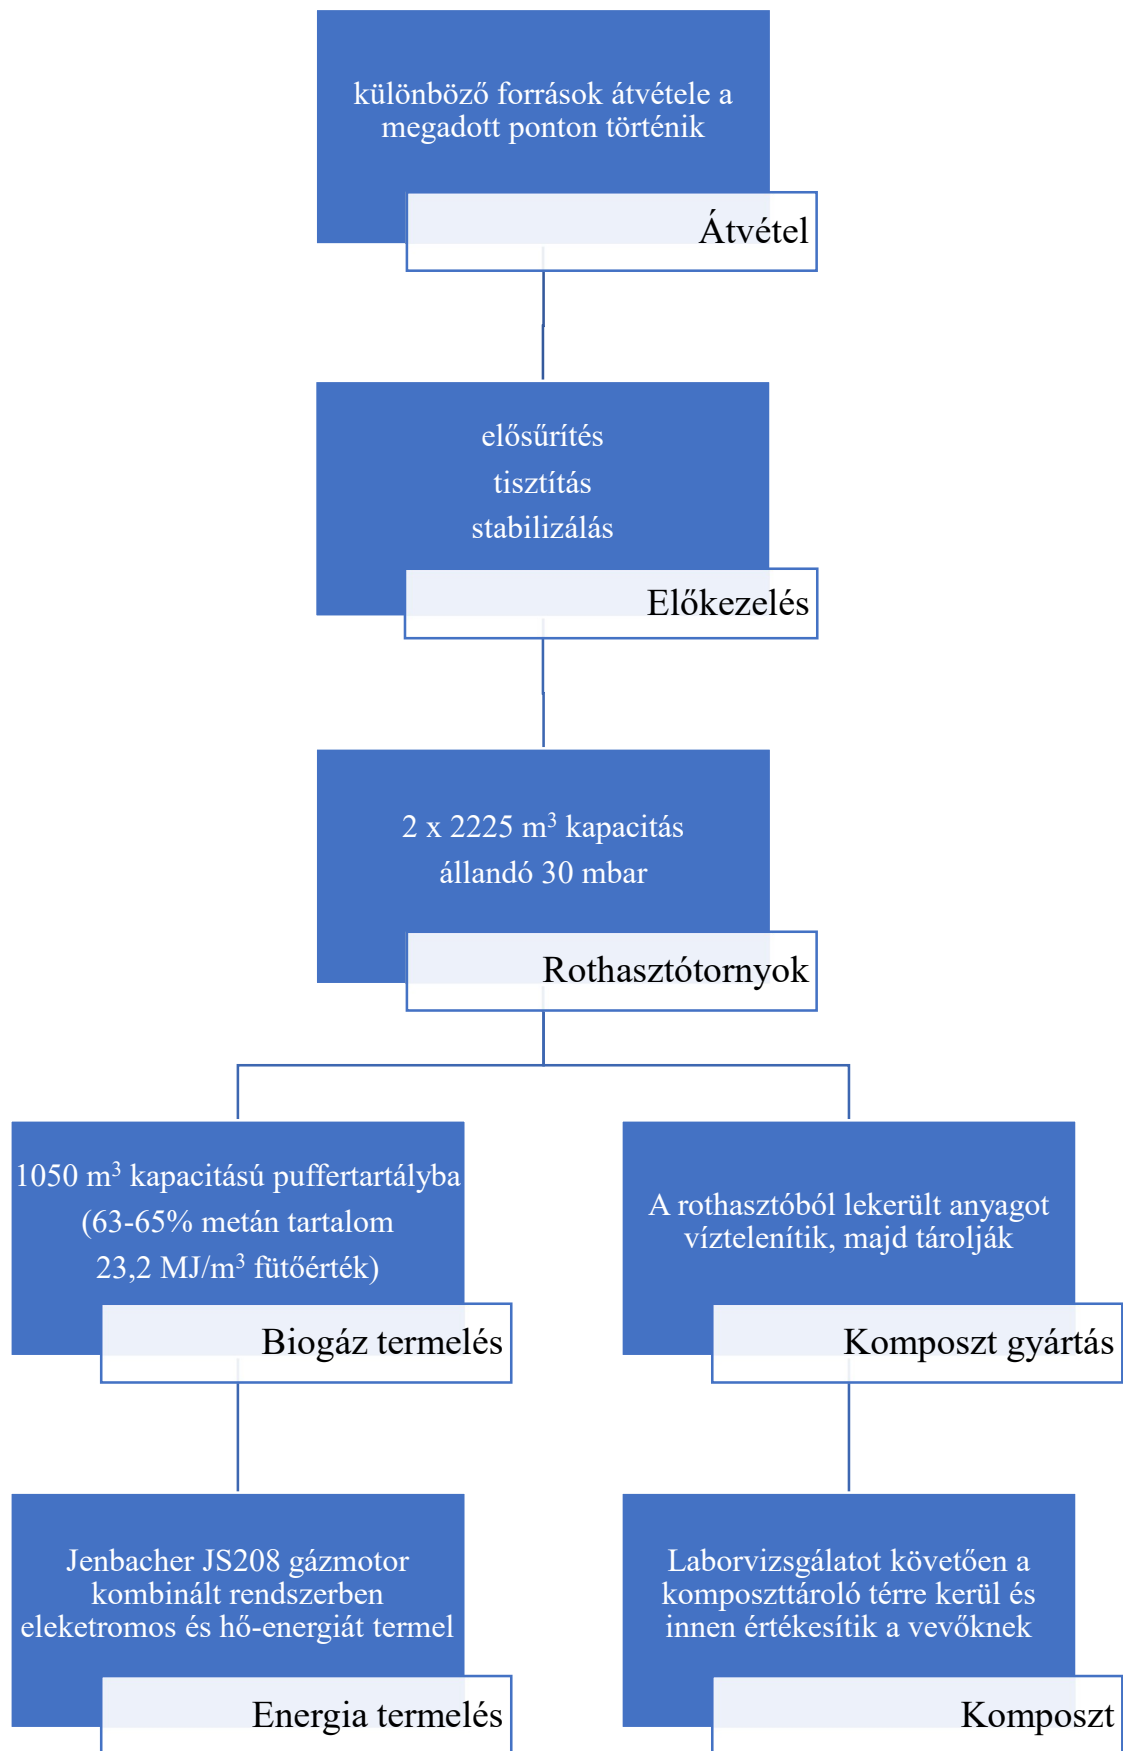 különböző források átvétele a
megadott ponton történik
Átvétel
elősűrítés
tisztítás
stabilizálás
Előkezelés
2 x 2225 m³ kapacitás
állandó 30 mbar
Rothasztótornyok
1050 m³ kapacitású puffertartályba
(63-65% metán tartalom
23,2 MJ/m³ fütőérték)
Biogáz termelés
A rothasztóból lekerült anyagot
víztelenítik, majd tárolják
Komposzt gyártás
Jenbacher JS208 gázmotor
kombinált rendszerben
eleketromos és hő-energiát termel
Energia termelés
Laborvizsgálatot követően a
komposzttároló térre kerül és
innen értékesítik a vevőknek
Komposzt